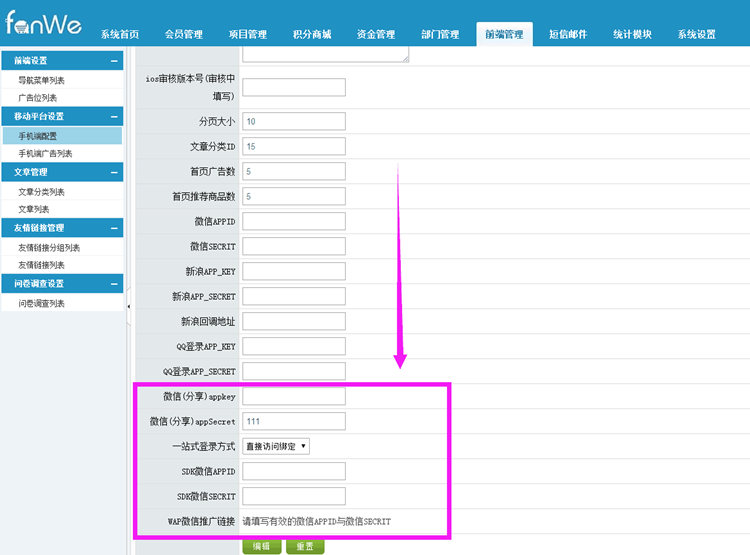 fanWe
系统首页 会员管理 项目管理 积分商城 资金管理 部门管理 前端管理 短信邮件 统计模块 系统设置
前端设置
导航菜单列表
广告位列表
移动平台设置
手机端配置
手机端广告列表
文章管理
文章分类列表
文章列表
友情链接管理
友情链接分组列表
友情链接列表
问卷调查设置
问卷调查列表
ios审核版本号(审核中
填写)
分页大小 10
文章分类ID 15
首页广告数 5
首页推荐商品数 5
微信APPID
微信SECRIT
新浪APP_KEY
新浪APP_SECRET
新浪回调地址
QQ登录APP_KEY
QQ登录APP_SECRET
微信(分享)appkey
微信(分享)appSecret 111
一站式登录方式 直接访问绑定
SDK微信APPID
SDK微信SECRIT
WAP微信推广链接 请填写有效的微信APPID与微信SECRIT
编辑 重置